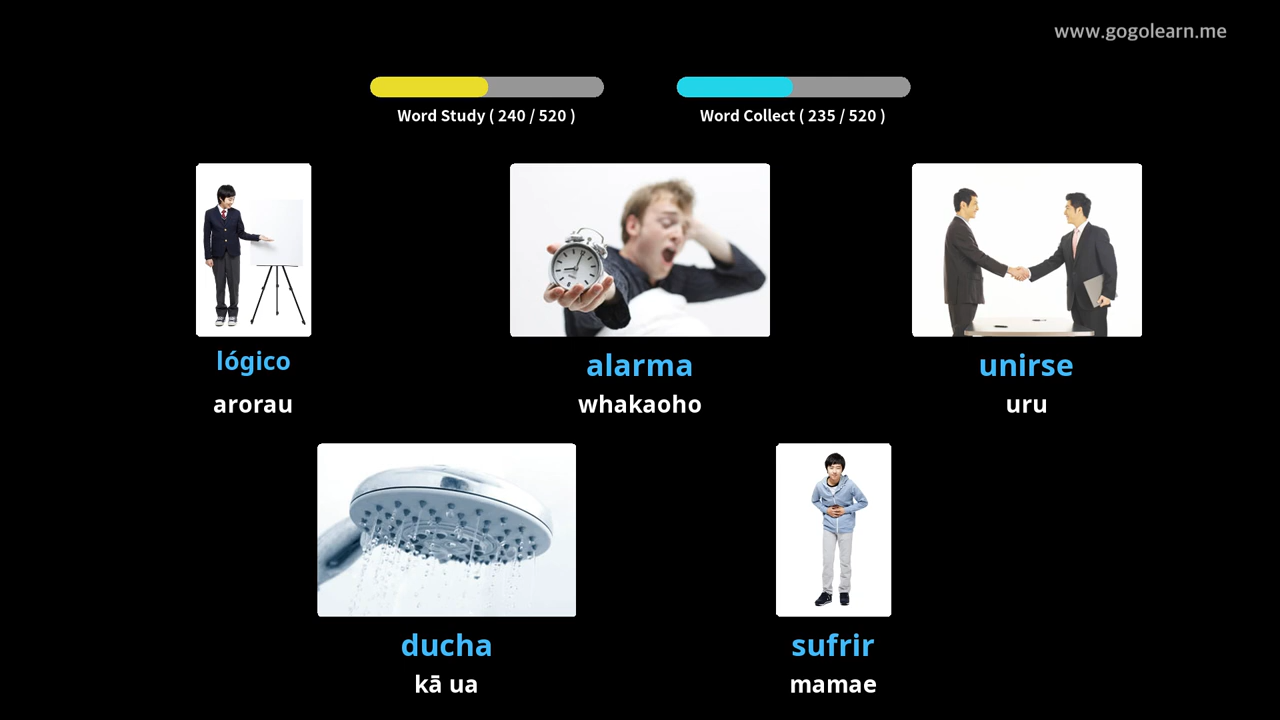 www.gogolearn.me
Word Study ( 240 / 520 )
Word Collect ( 235 / 520 )
lógico
arorau
alarma
whakaoho
unirse
uru
ducha
kā ua
sufrir
mamae